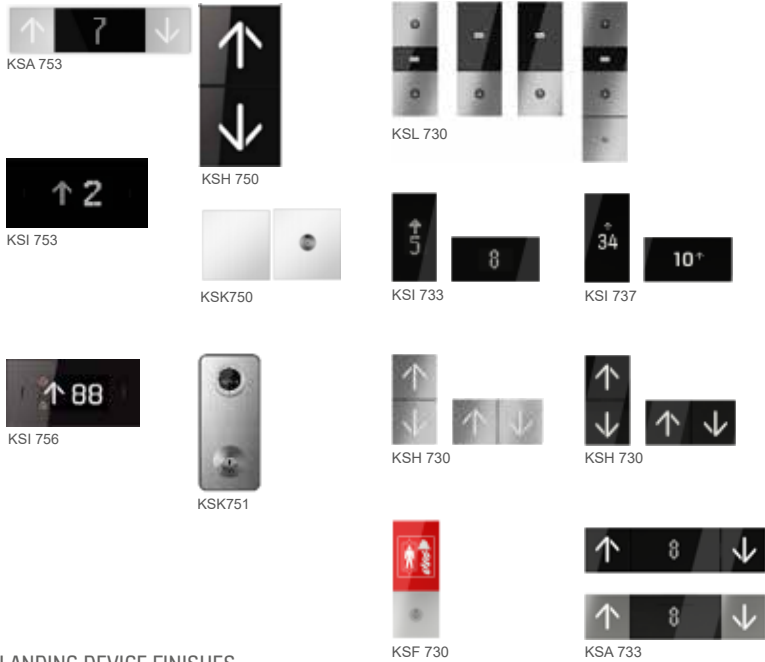 7
KSA 753
KSH 750
KSL 730
2
KSI 753
KSK750
5
8
KSI 733
34
10
KSI 737
88
KSI 756
KSK751
KSH 730
KSH 730
KSF 730
8
8
KSA 733
LANDING DEVICE FINISHES